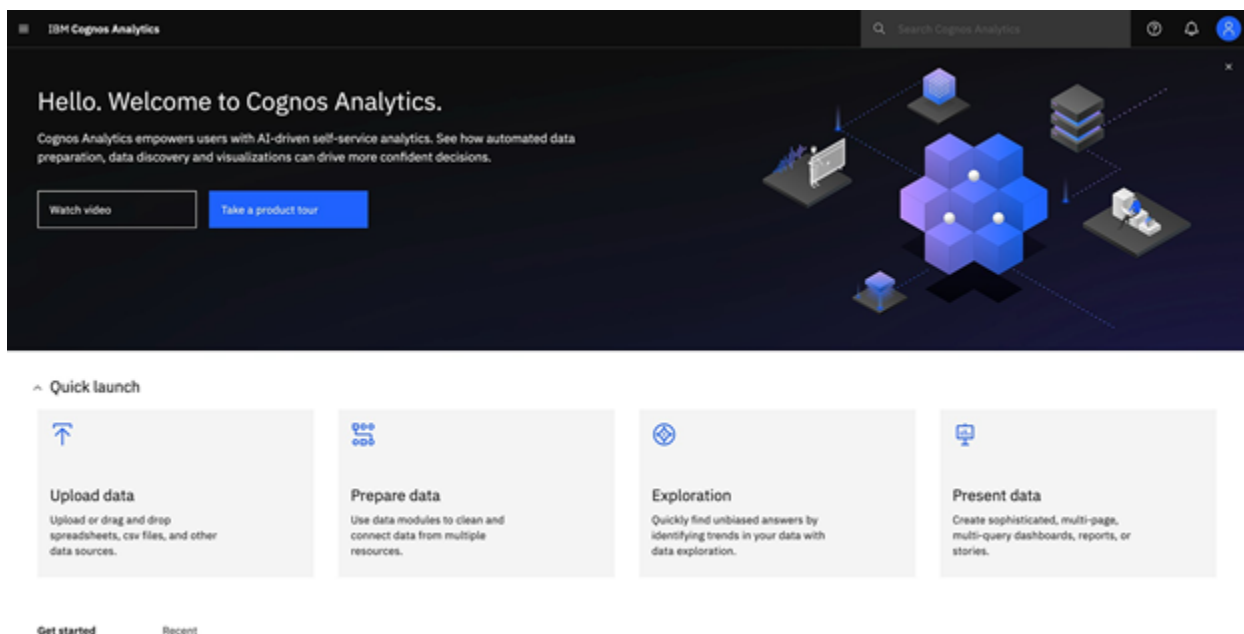 IBM Cognos Analytics
Search Cognos Analytics
Hello. Welcome to Cognos Analytics.
Cognos Analytics empowers users with AI-driven self-service analytics. See how automated data
preparation, data discovery and visualizations can drive more confident decisions.
Watch video
Take a product tour
Quick launch
Upload data
Upload or drag and drop
spreadsheets, csv files, and other
data sources.
Prepare data
Use data modules to clean and
connect data from multiple
resources.
Exploration
Quickly find unbiased answers by
identifying trends in your data with
data exploration.
Present data
Create sophisticated, multi-page,
multi-query dashboards, reports, or
stories.
Get started
Recent